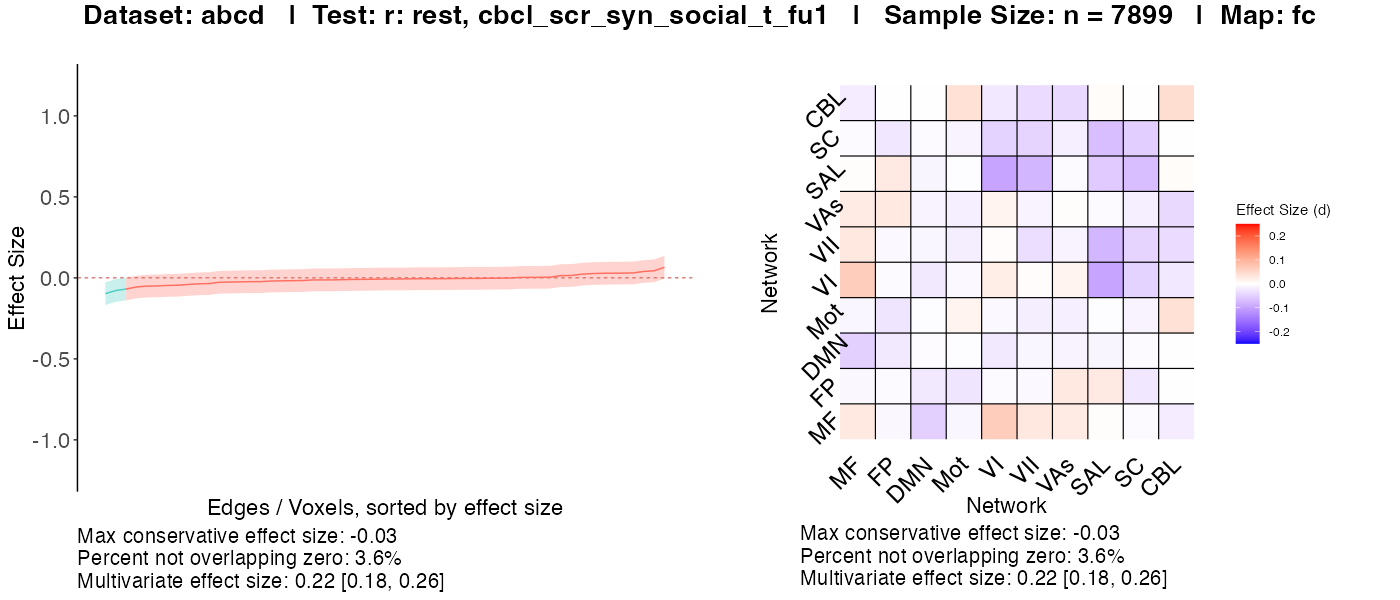 Dataset: abcd | Test: r: rest, cbcl_scr_syn_social_t_fu1 | Sample Size: n = 7899 | Map: fc
Effect Size
1.0
0.5
0.0
-0.5
-1.0
Edges / Voxels, sorted by effect size
Max conservative effect size: -0.03
Percent not overlapping zero: 3.6%
Multivariate effect size: 0.22 [0.18, 0.26]
Network
CBL
SC
SAL
VAs
VII
VI
Mot
DMN
FP
MF
MF FP DMN Mot VI VII VAs SAL SC CBL
Network
Max conservative effect size: -0.03
Percent not overlapping zero: 3.6%
Multivariate effect size: 0.22 [0.18, 0.26]
Effect Size (d)
0.2
0.1
0.0
-0.1
-0.2